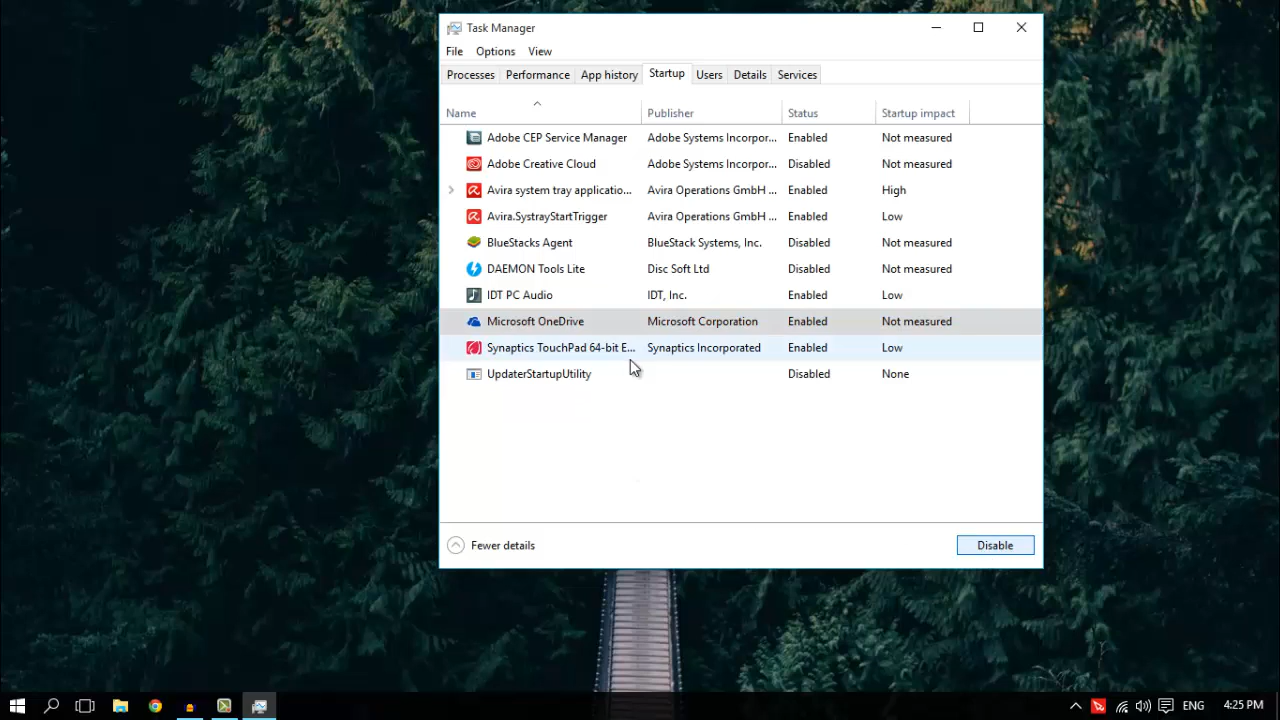 Task Manager
File Options View
Processes Performance App history Startup Users Details Services
Name Publisher Status Startup impact
Adobe CEP Service Manager Adobe Systems Incorpor... Enabled Not measured
Adobe Creative Cloud Adobe Systems Incorpor... Disabled Not measured
Avira system tray applicatio... Avira Operations GmbH ... Enabled High
Avira.SystrayStartTrigger Avira Operations GmbH ... Enabled Low
BlueStacks Agent BlueStack Systems, Inc. Disabled Not measured
DAEMON Tools Lite Disc Soft Ltd Disabled Not measured
IDT PC Audio IDT, Inc. Enabled Low
Microsoft OneDrive Microsoft Corporation Enabled Not measured
Synaptics TouchPad 64-bit E... Synaptics Incorporated Enabled Low
UpdaterStartupUtility Disabled None
Fewer details Disable
ENG 4:25 PM